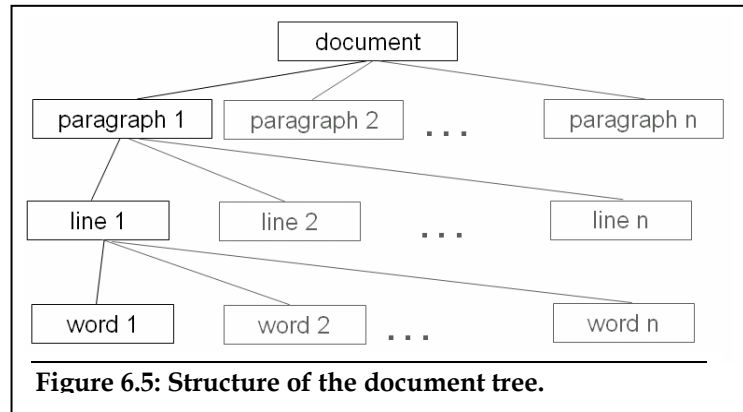 document
paragraph 1 paragraph 2 ... paragraph n
line 1 line 2 ... line n
word 1 word 2 ... word n
Figure 6.5: Structure of the document tree.